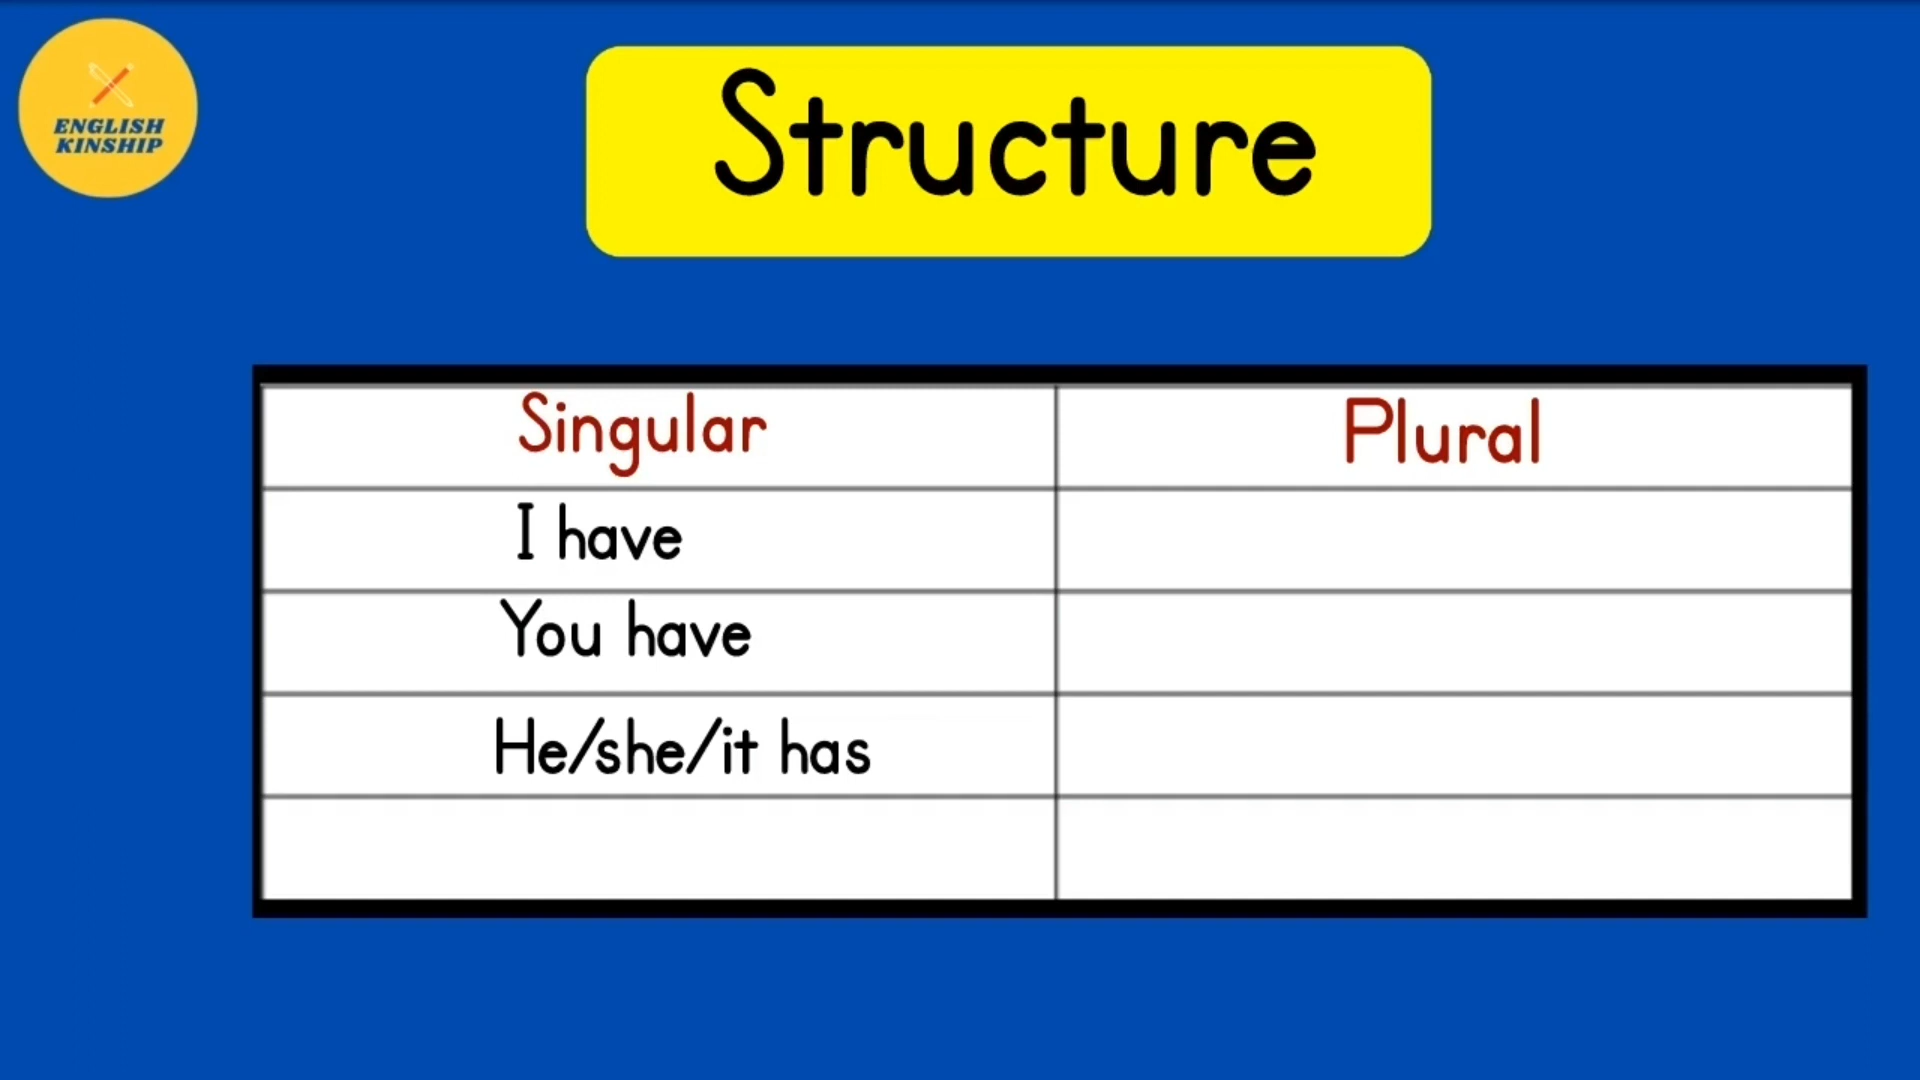 ENGLISH
KINSHIP
Structure
Singular
Plural
I have
You have
He/she/it has